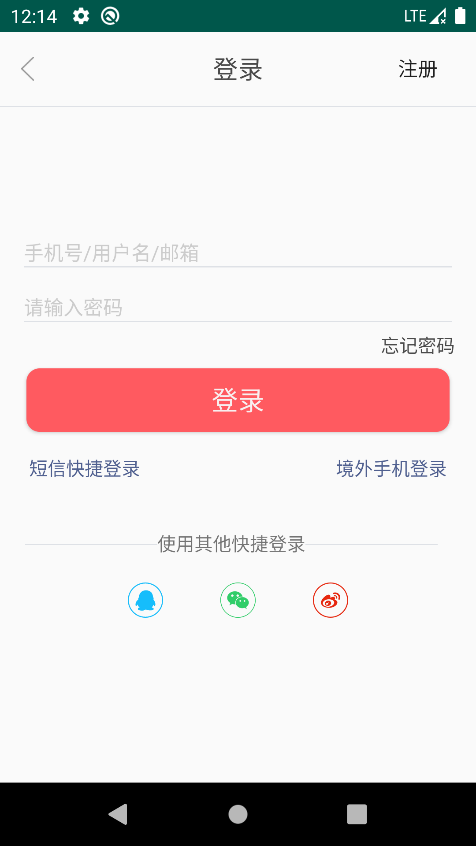 12:14 LTE
登录 注册
手机号/用户名/邮箱
请输入密码
忘记密码
登录
短信快捷登录 境外手机登录
使用其他快捷登录